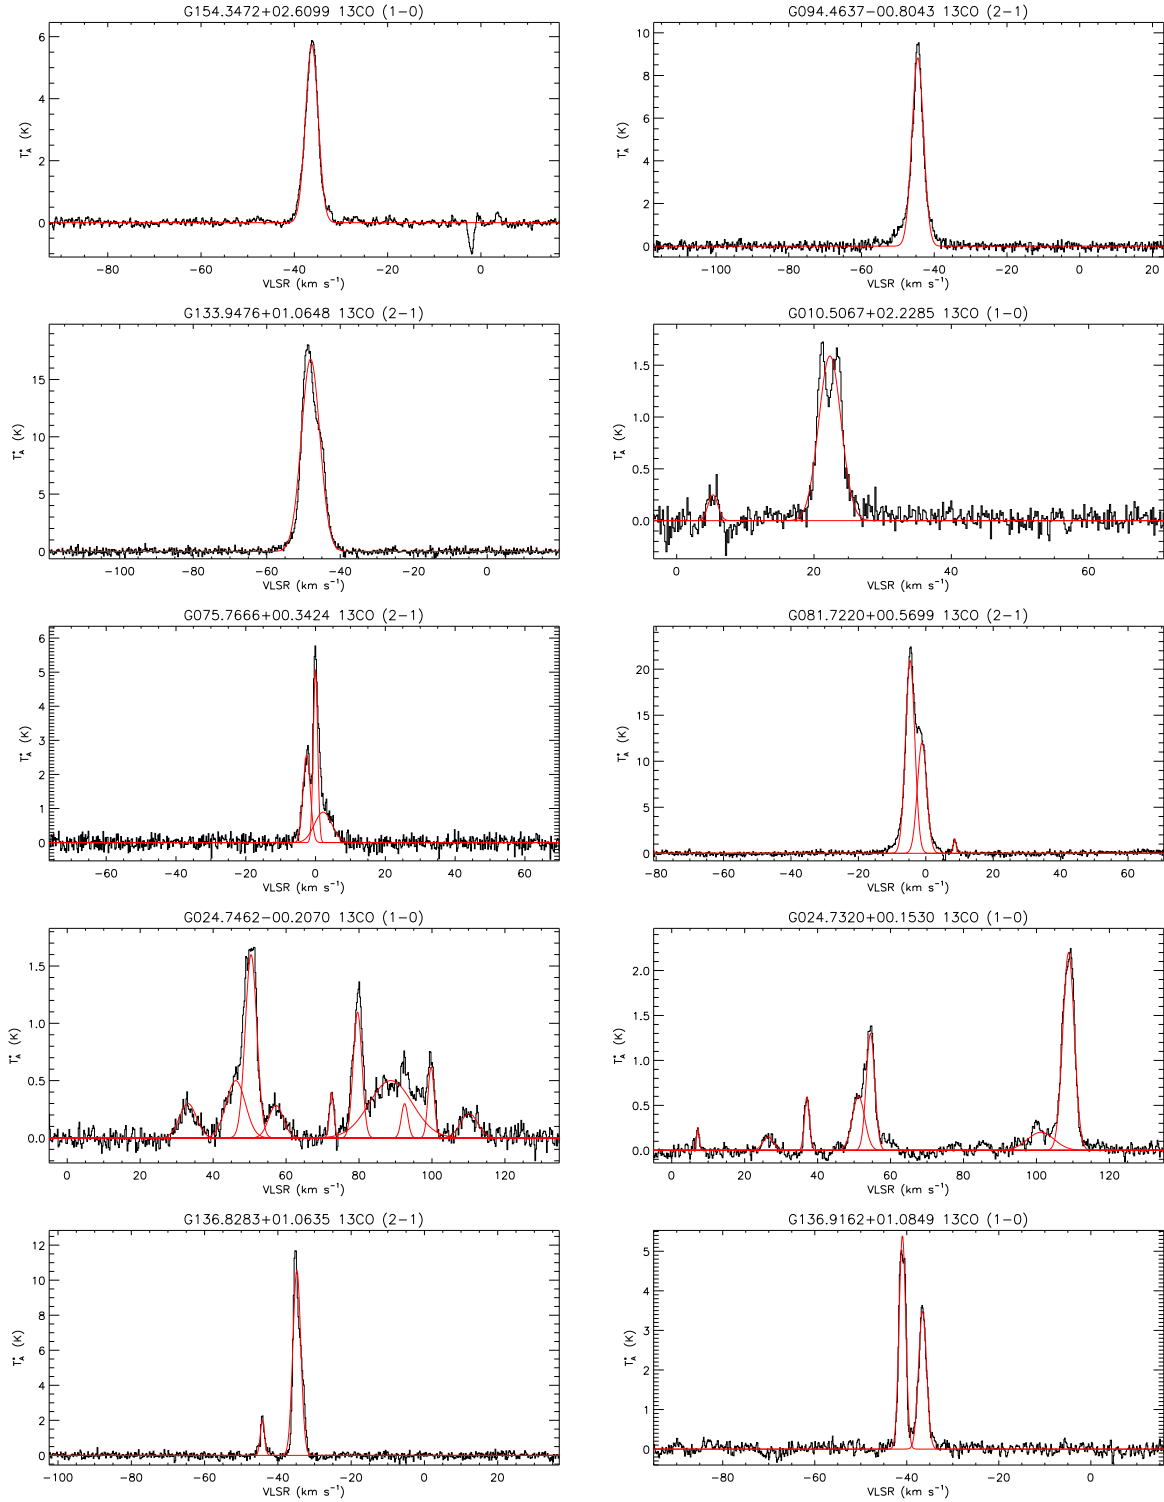 G154.3472+02.6099 13CO (1−0)
6
4
2
0
T*A (K)
−80 −60 −40 −20 0
VLSR (km s−1)
G094.4637−00.8043 13CO (2−1)
10
8
6
4
2
0
T*A (K)
−100 −80 −60 −40 −20 0 20
VLSR (km s−1)
G133.9476+01.0648 13CO (2−1)
15
10
5
0
T*A (K)
−100 −80 −60 −40 −20 0
VLSR (km s−1)
G010.5067+02.2285 13CO (1−0)
1.5
1.0
0.5
0.0
T*A (K)
0 20 40 60
VLSR (km s−1)
G075.7666+00.3424 13CO (2−1)
6
5
4
3
2
1
0
T*A (K)
−60 −40 −20 0 20 40 60
VLSR (km s−1)
G081.7220+00.5699 13CO (2−1)
20
15
10
5
0
T*A (K)
−80 −60 −40 −20 0 20 40 60
VLSR (km s−1)
G024.7462−00.2070 13CO (1−0)
1.5
1.0
0.5
0.0
T*A (K)
0 20 40 60 80 100 120
VLSR (km s−1)
G024.7320+00.1530 13CO (1−0)
2.0
1.5
1.0
0.5
0.0
T*A (K)
0 20 40 60 80 100 120
VLSR (km s−1)
G136.8283+01.0635 13CO (2−1)
12
10
8
6
4
2
0
T*A (K)
−100 −80 −60 −40 −20 0 20
VLSR (km s−1)
G136.9162+01.0849 13CO (1−0)
5
4
3
2
1
0
T*A (K)
−80 −60 −40 −20 0
VLSR (km s−1)